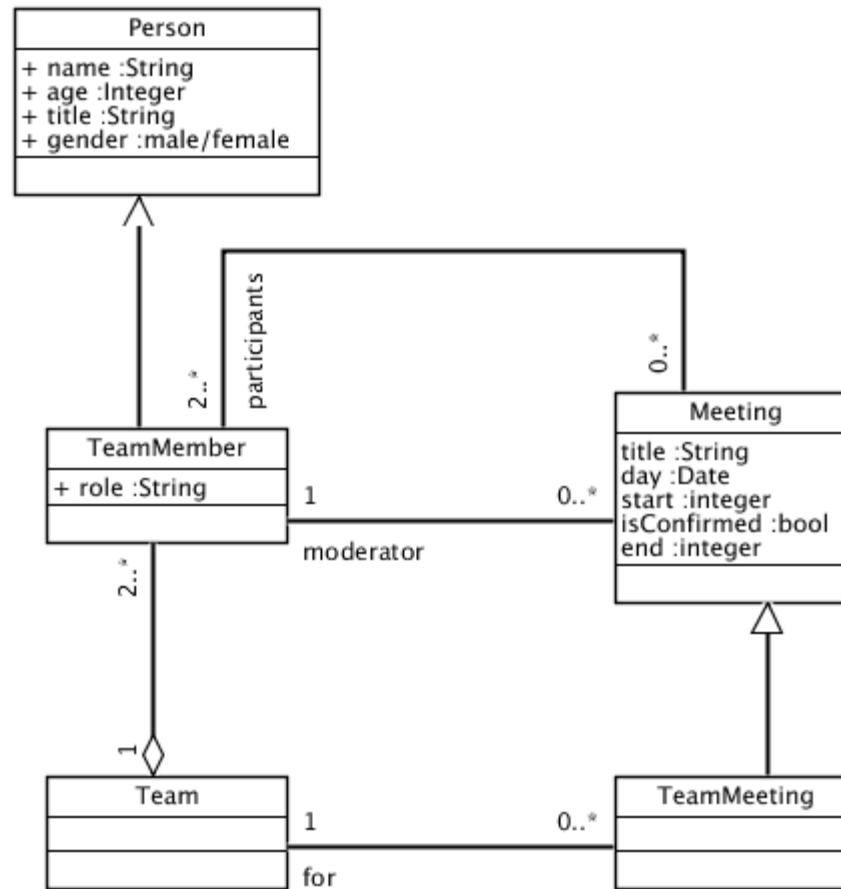 Person
+ name :String
+ age :Integer
+ title :String
+ gender :male/female
participants
2..*
0..*
TeamMember
+ role :String
Meeting
title :String
day :Date
start :integer
isConfirmed :bool
end :integer
1
0..*
moderator
2..*
1
Team
TeamMeeting
1
0..*
for